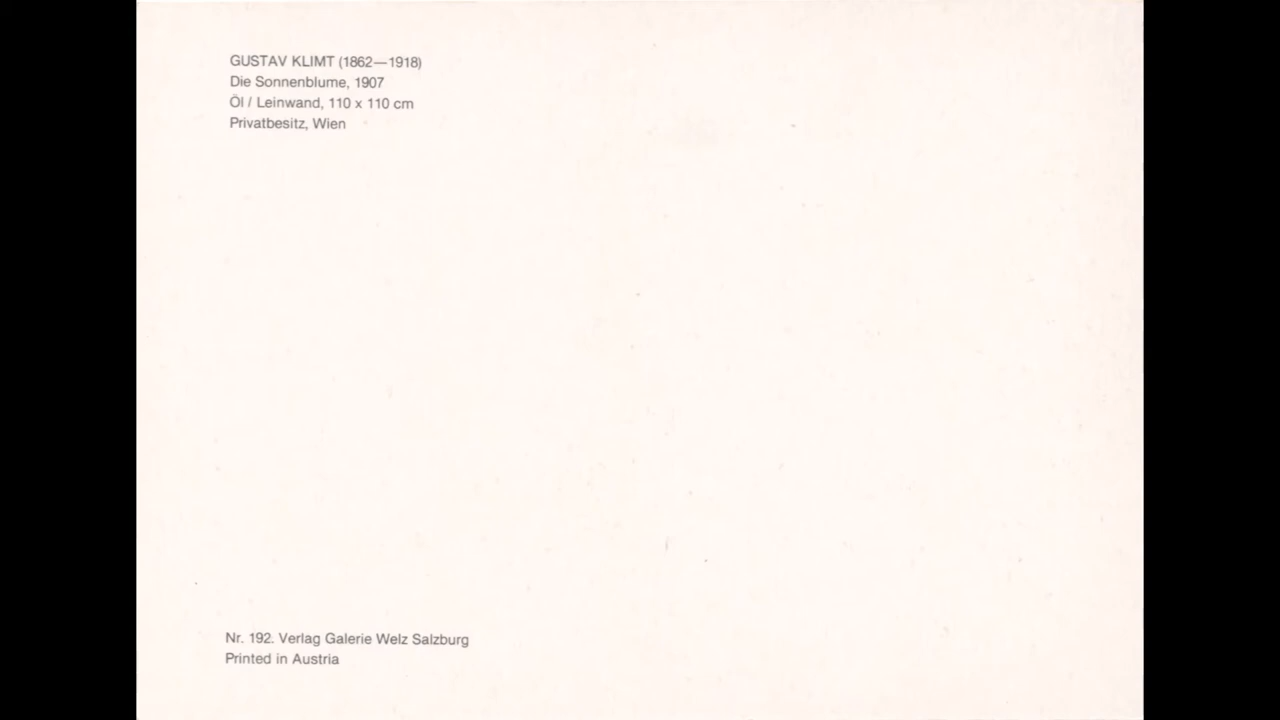 GUSTAV KLIMT (1862—1918)
Die Sonnenblume, 1907
Öl / Leinwand, 110 x 110 cm
Privatbesitz, Wien
Nr. 192. Verlag Galerie Welz Salzburg
Printed in Austria